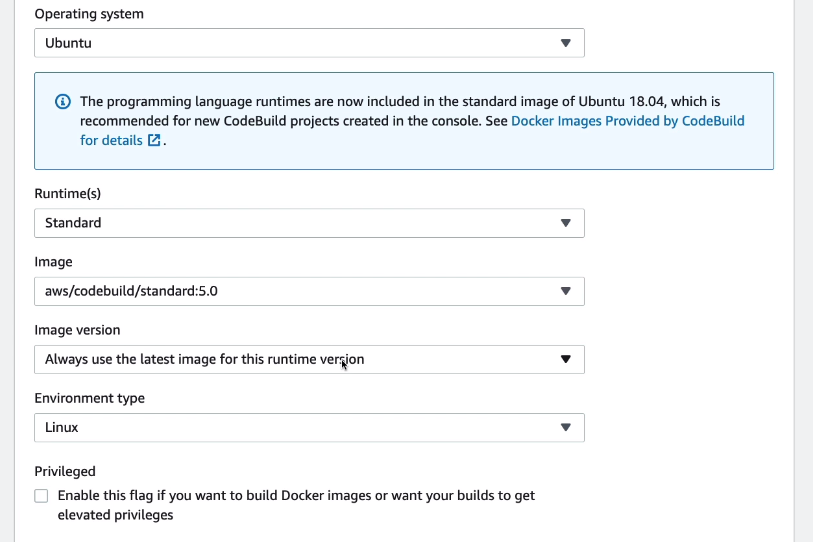 Operating system
Ubuntu
The programming language runtimes are now included in the standard image of Ubuntu 18.04, which is
recommended for new CodeBuild projects created in the console. See Docker Images Provided by CodeBuild
for details .
Runtime(s)
Standard
Image
aws/codebuild/standard:5.0
Image version
Always use the latest image for this runtime version
Environment type
Linux
Privileged
Enable this flag if you want to build Docker images or want your builds to get
elevated privileges